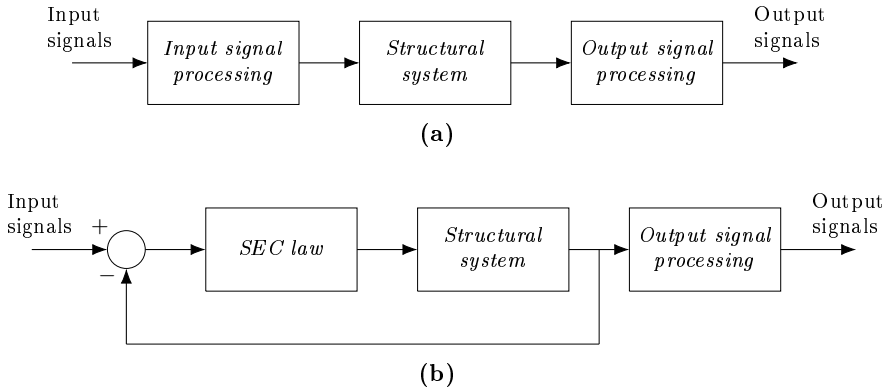 Input
signals
Input signal
processing
Structural
system
Output signal
processing
Output
signals
(a)
Input
signals
+
−
SEC law
Structural
system
Output signal
processing
Output
signals
(b)